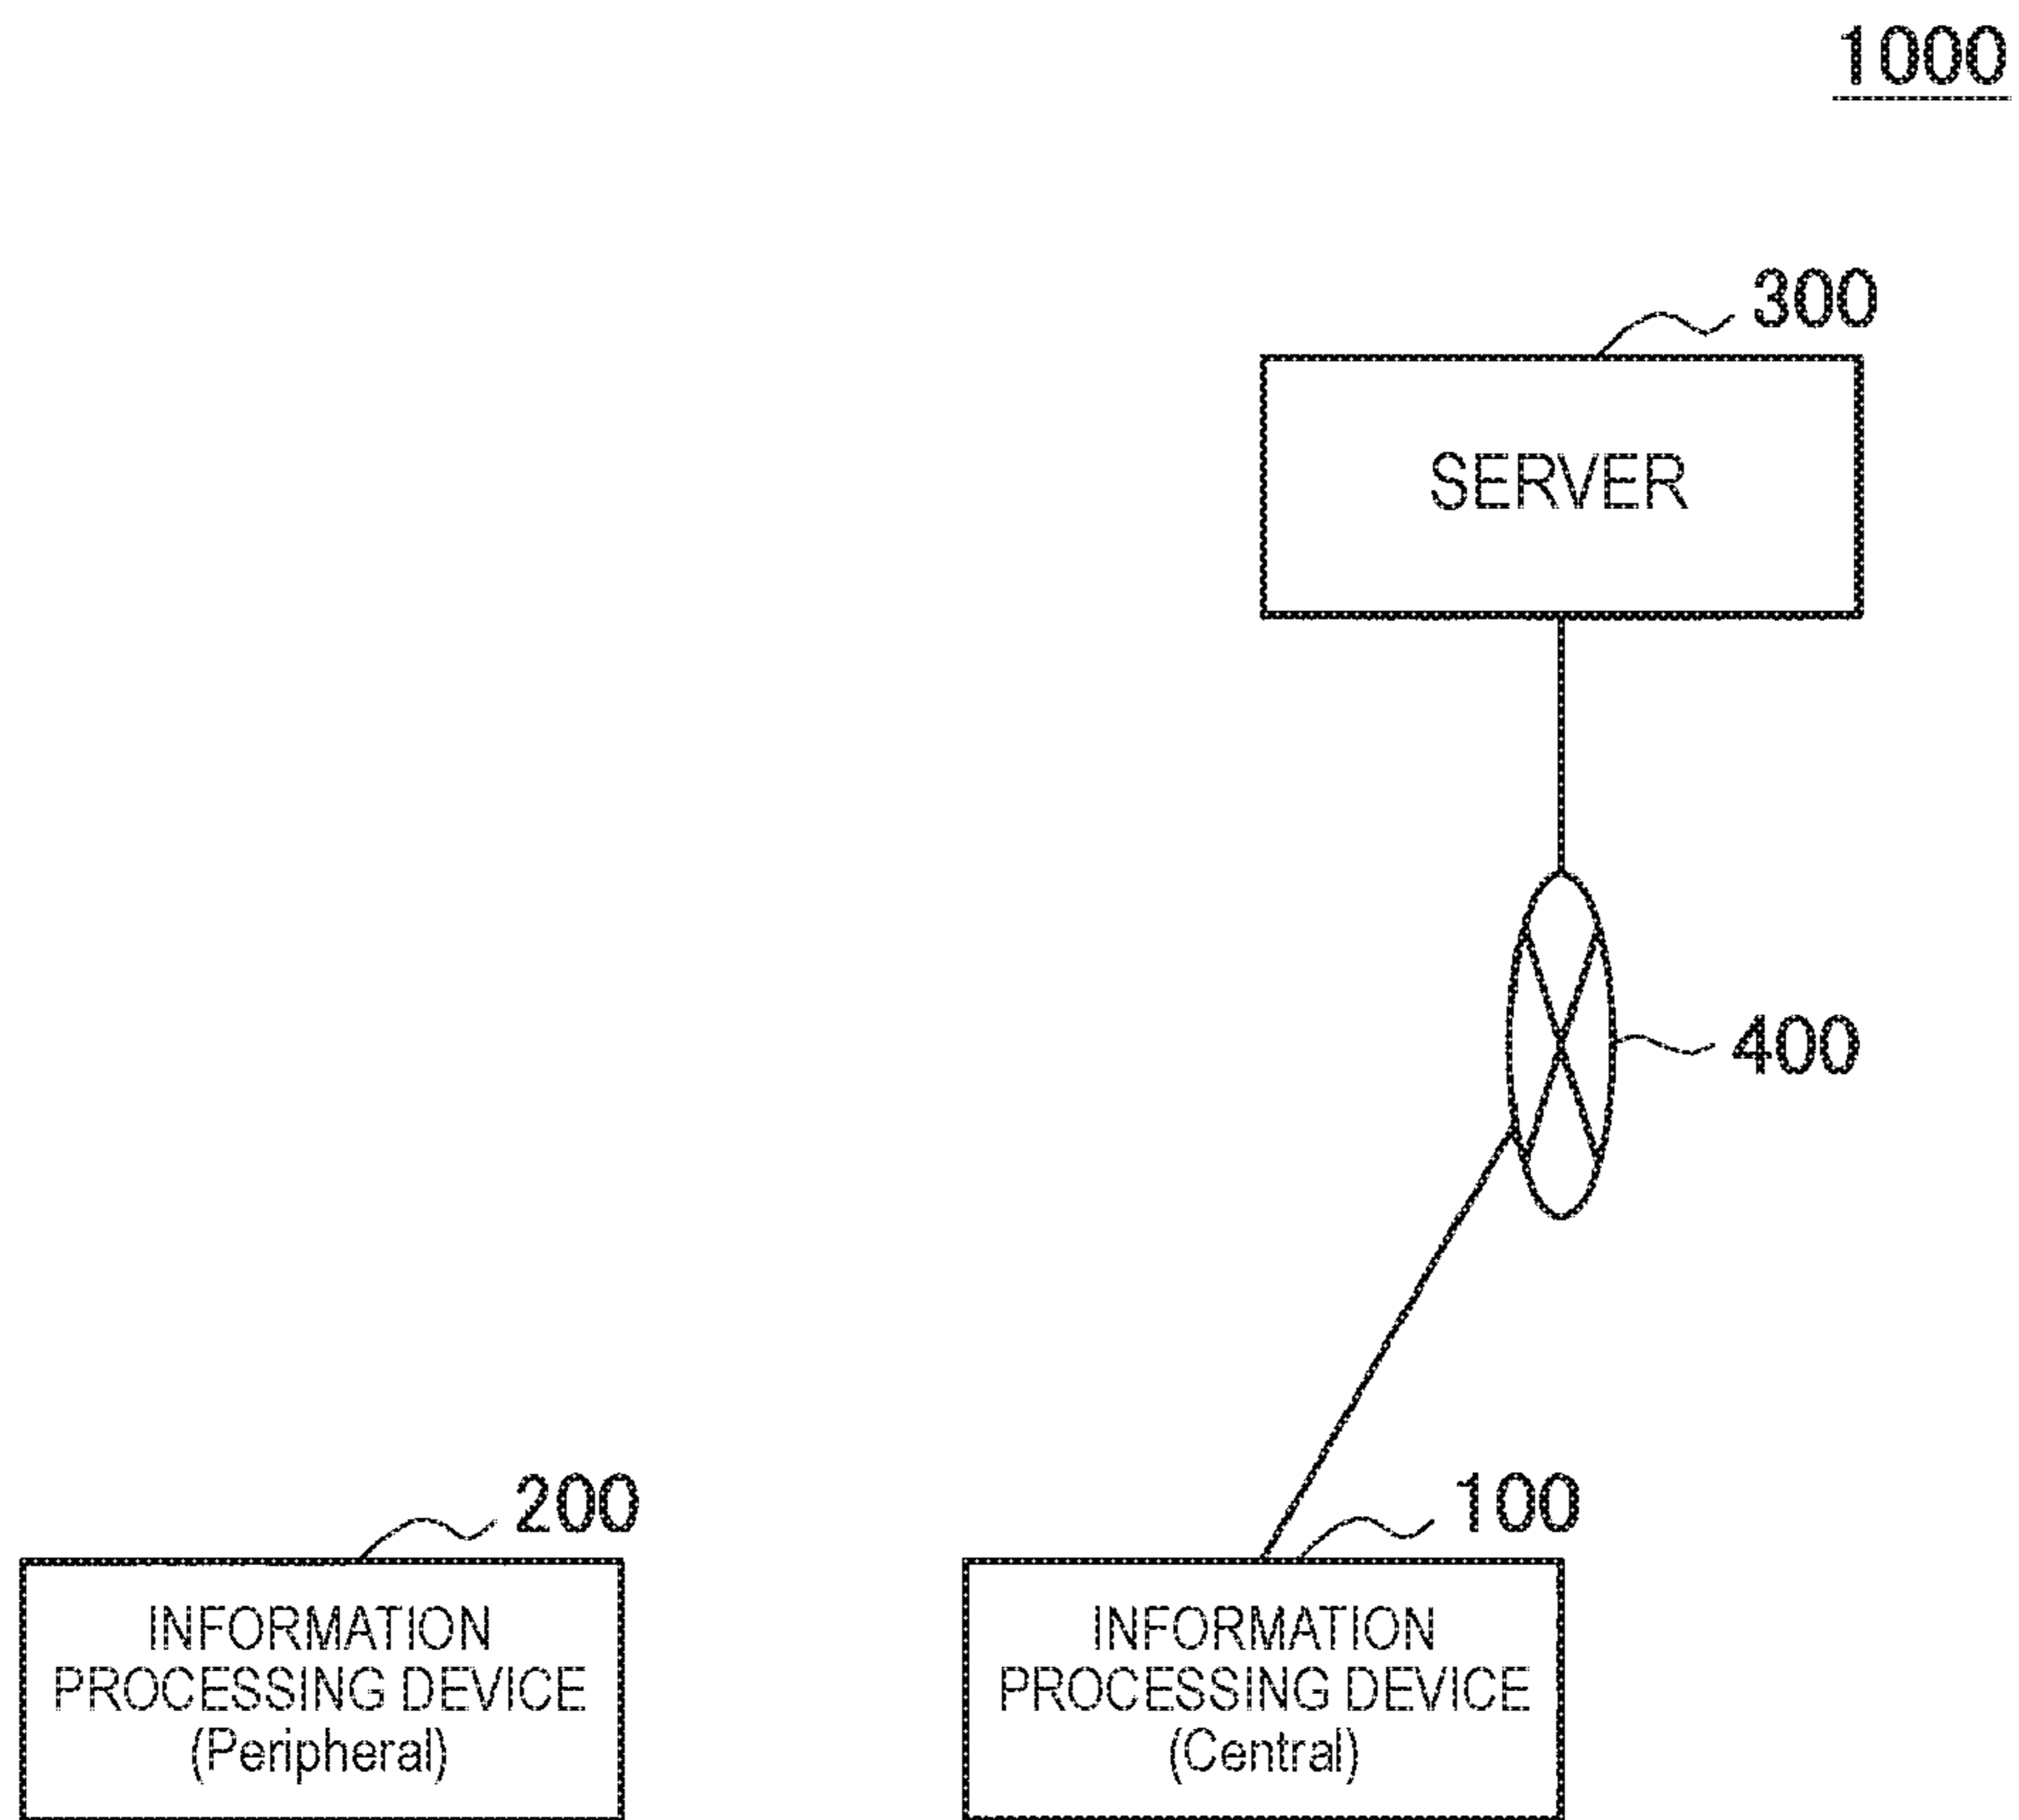 1000
300
SERVER
400
200
100
INFORMATION
PROCESSING DEVICE
(Peripheral)
INFORMATION
PROCESSING DEVICE
(Central)